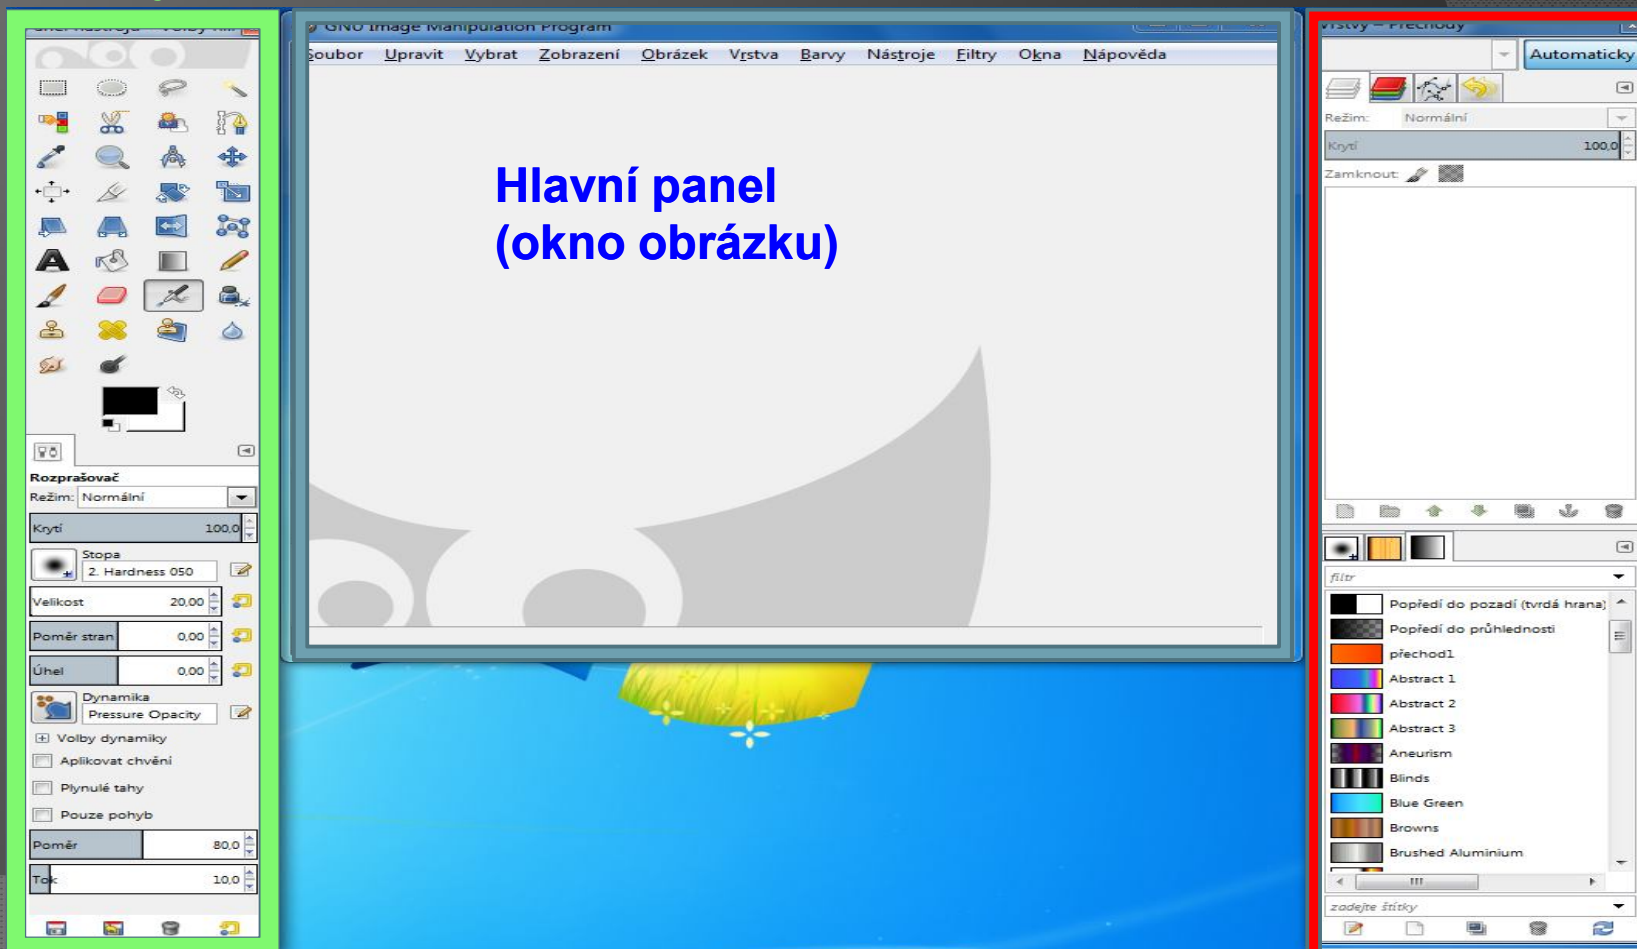 GNU Image Manipulation Program
Soubor Upravit Vybrat Zobrazení Obrázek Vrstva Barvy Nástroje Filtry Okna Nápověda
Hlavní panel
(okno obrázku)
Rozprašovač
Režim: Normální
Krytí 100,0
Stopa
2. Hardness 050
Velikost 20,00
Poměr stran 0,00
Úhel 0,00
Dynamika
Pressure Opacity
Volby dynamiky
Aplikovat chvění
Plynulé tahy
Pouze pohyb
Poměr 80,0
Tok 10,0
Vrstvy – Přechody
Automaticky
Režim: Normální
Krytí 100,0
Zamknout:
filtr
Popředí do pozadí (tvrdá hrana)
Popředí do průhlednosti
přechod1
Abstract 1
Abstract 2
Abstract 3
Aneurism
Blinds
Blue Green
Browns
Brushed Aluminium
zadejte štítky